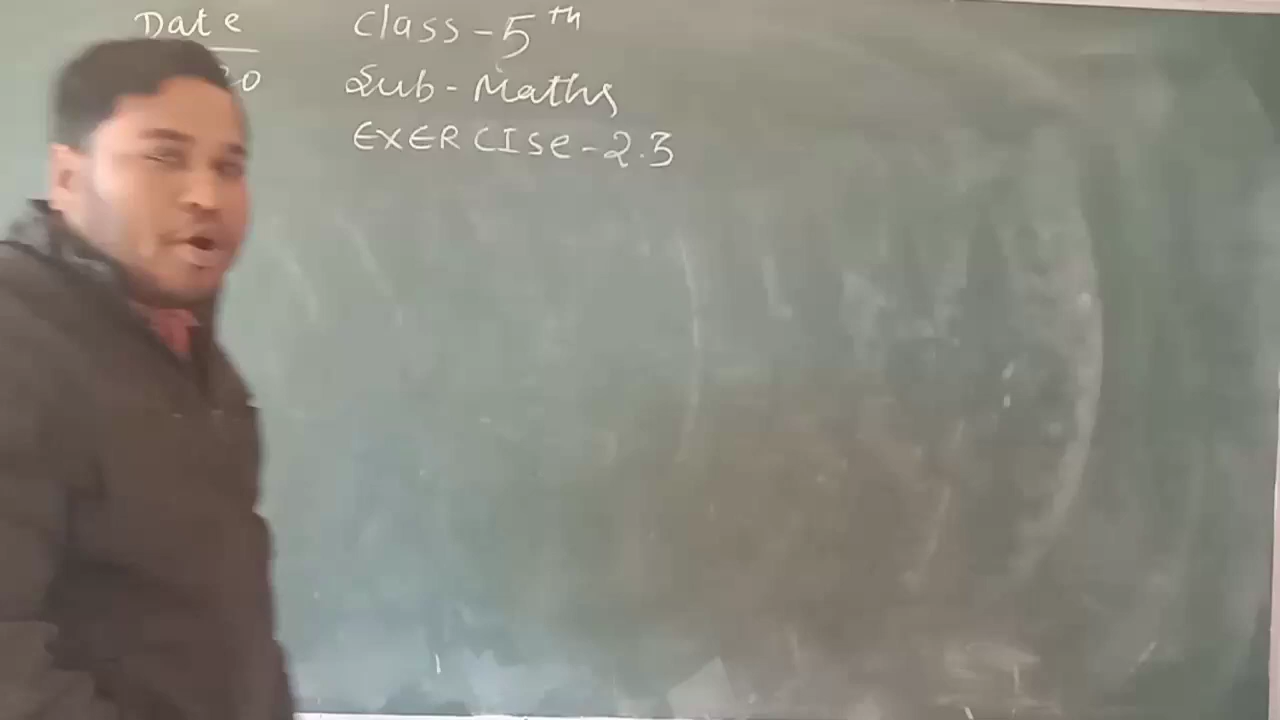 Date
Class - 5th
Sub - Maths
EXERCISe - 2.3